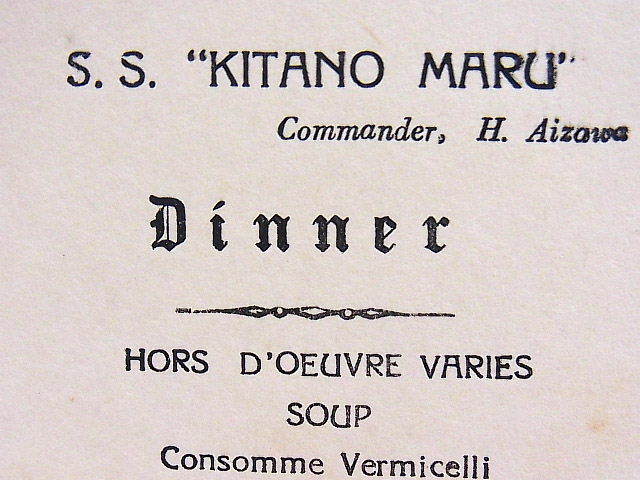 S. S. "KITANO MARU"
Commander, H. Aizawa
Dinner
HORS D'OEUVRE VARIES
SOUP
Consomme Vermicelli